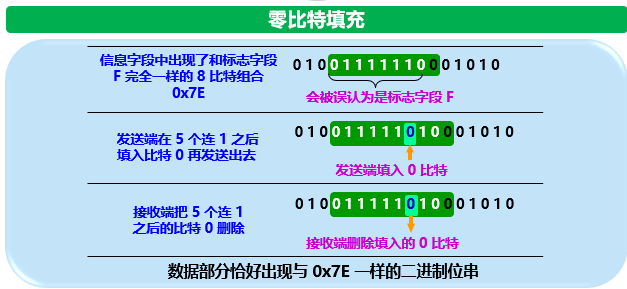 零比特填充
信息字段中出现了和标志字段
F 完全一样的 8 比特组合
0x7E
0 1 0 0 1 1 1 1 1 1 0 0 0 1 0 1 0
会被误认为是标志字段 F
发送端在 5 个连 1 之后
填入比特 0 再发送出去
0 1 0 0 1 1 1 1 1 0 1 0 0 0 1 0 1 0
发送端填入 0 比特
接收端把 5 个连 1
之后的比特 0 删除
0 1 0 0 1 1 1 1 1 0 1 0 0 0 1 0 1 0
接收端删除填入的 0 比特
数据部分恰好出现与 0x7E 一样的二进制位串